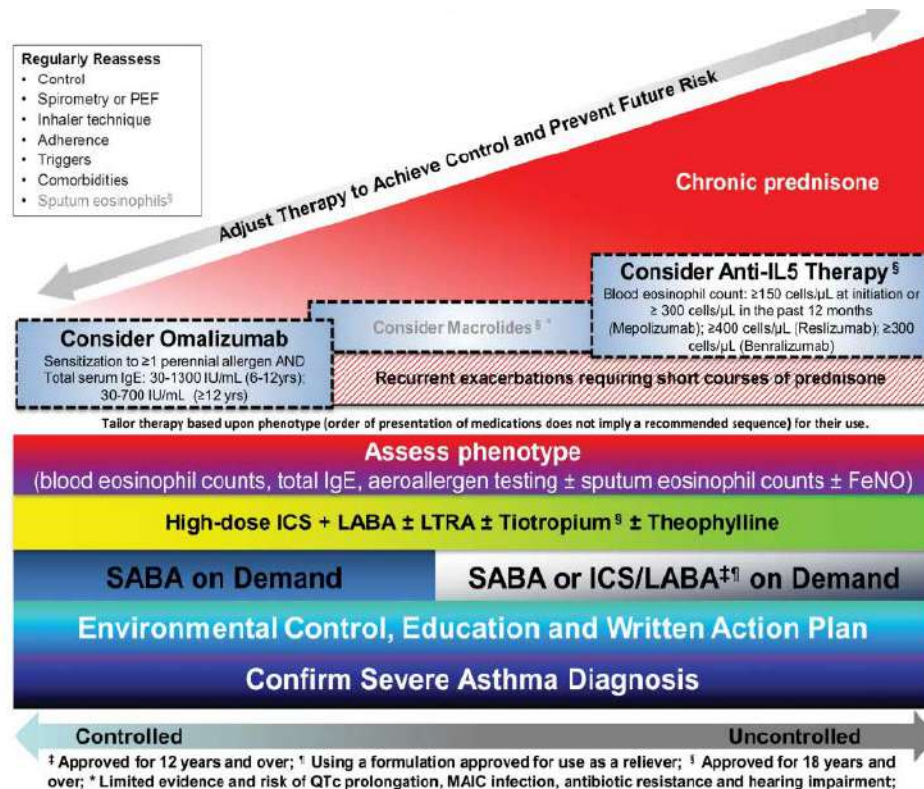 Regularly Reassess
• Control
• Spirometry or PEF
• Inhaler technique
• Adherence
• Triggers
• Comorbidities
• Sputum eosinophils§
Adjust Therapy to Achieve Control and Prevent Future Risk
Chronic prednisone
Consider Anti-IL5 Therapy §
Blood eosinophil count: ≥150 cells/µL at initiation or
≥ 300 cells/µL in the past 12 months
(Mepolizumab); ≥400 cells/µL (Reslizumab); ≥300
cells/µL (Benralizumab)
Consider Macrolides§ *
Consider Omalizumab
Sensitization to ≥1 perennial allergen AND
Total serum IgE: 30-1300 IU/mL (6-12yrs);
30-700 IU/mL (≥12 yrs)
Recurrent exacerbations requiring short courses of prednisone
Tailor therapy based upon phenotype (order of presentation of medications does not imply a recommended sequence) for their use.
Assess phenotype
(blood eosinophil counts, total IgE, aeroallergen testing ± sputum eosinophil counts ± FeNO)
High-dose ICS + LABA ± LTRA ± Tiotropium § ± Theophylline
SABA on Demand
SABA or ICS/LABA‡¶ on Demand
Environmental Control, Education and Written Action Plan
Confirm Severe Asthma Diagnosis
Controlled
Uncontrolled
‡ Approved for 12 years and over; ¶ Using a formulation approved for use as a reliever; § Approved for 18 years and
over; * Limited evidence and risk of QTc prolongation, MAIC infection, antibiotic resistance and hearing impairment;